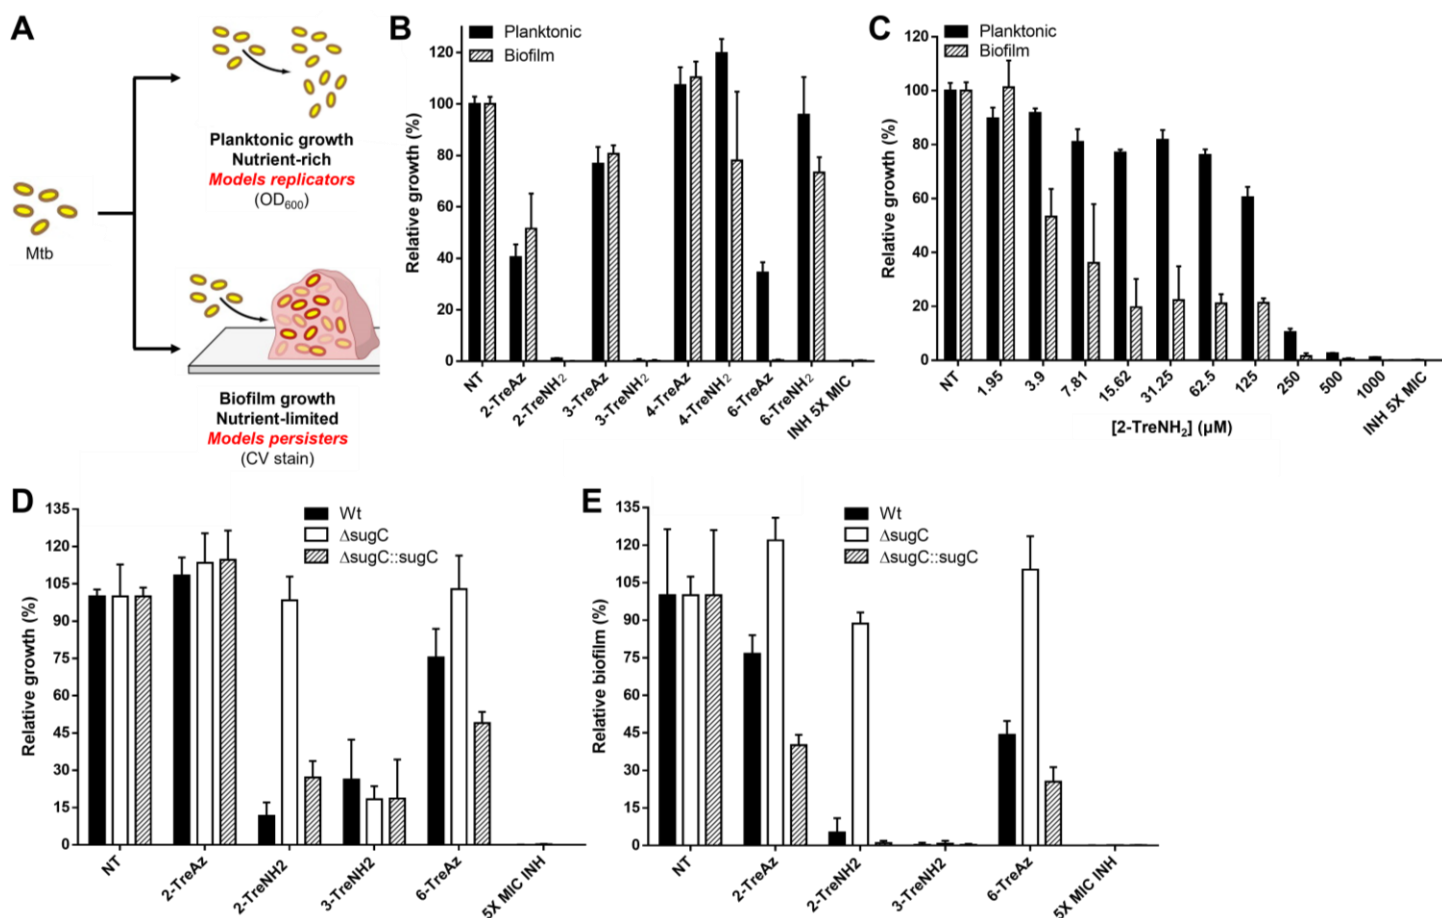 A
Planktonic growth
Nutrient-rich
Models replicators
(OD600)
Mtb
Biofilm growth
Nutrient-limited
Models persisters
(CV stain)
B
Planktonic
Biofilm
Relative growth (%)
120
100
80
60
40
20
0
NT
2-TreAz
2-TreNH2
3-TreAz
3-TreNH2
4-TreAz
4-TreNH2
6-TreAz
6-TreNH2
INH 5X MIC
C
Planktonic
Biofilm
Relative growth (%)
120
100
80
60
40
20
0
NT
1.95
3.9
7.81
15.62
31.25
62.5
125
250
500
1000
INH 5X MIC
[2-TreNH2] (µM)
D
Wt
ΔsugC
ΔsugC::sugC
Relative growth (%)
135
120
105
90
75
60
45
30
15
0
NT
2-TreAz
2-TreNH2
3-TreNH2
6-TreAz
5X MIC INH
E
Wt
ΔsugC
ΔsugC::sugC
Relative biofilm (%)
135
120
105
90
75
60
45
30
15
0
NT
2-TreAz
2-TreNH2
3-TreNH2
6-TreAz
5X MIC INH